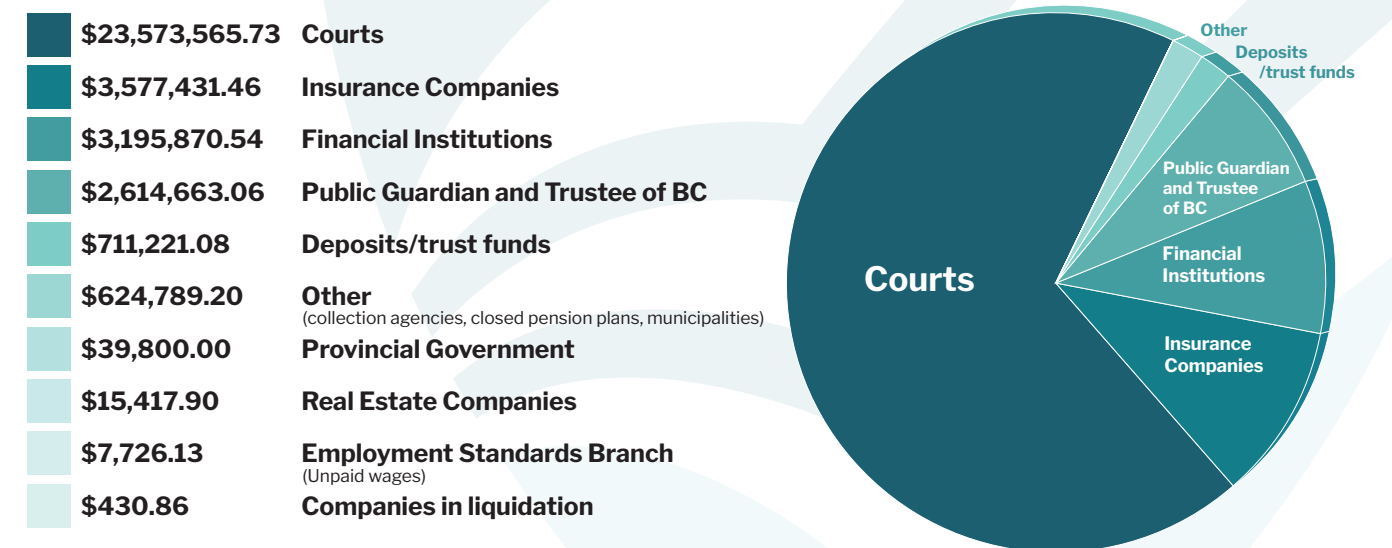 $23,573,565.73 Courts
$3,577,431.46 Insurance Companies
$3,195,870.54 Financial Institutions
$2,614,663.06 Public Guardian and Trustee of BC
$711,221.08 Deposits/trust funds
$624,789.20 Other
(collection agencies, closed pension plans, municipalities)
$39,800.00 Provincial Government
$15,417.90 Real Estate Companies
$7,726.13 Employment Standards Branch
(Unpaid wages)
$430.86 Companies in liquidation
Other
Deposits
/trust funds
Public Guardian
and Trustee
of BC
Financial
Institutions
Courts
Insurance
Companies